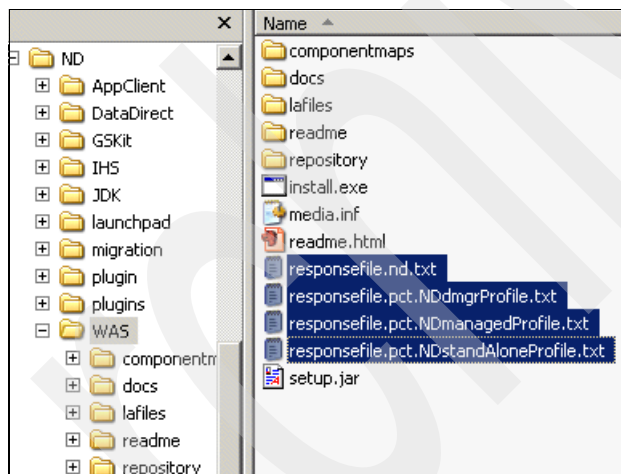 ND
AppClient
DataDirect
GSKit
IHS
JDK
launchpad
migration
plugin
plugins
WAS
componentm
docs
lafiles
readme
repository
Name
componentmaps
docs
lafiles
readme
repository
install.exe
media.inf
readme.html
responsefile.nd.txt
responsefile.pct.NDdmgrProfile.txt
responsefile.pct.NDmanagedProfile.txt
responsefile.pct.NDstandAloneProfile.txt
setup.jar